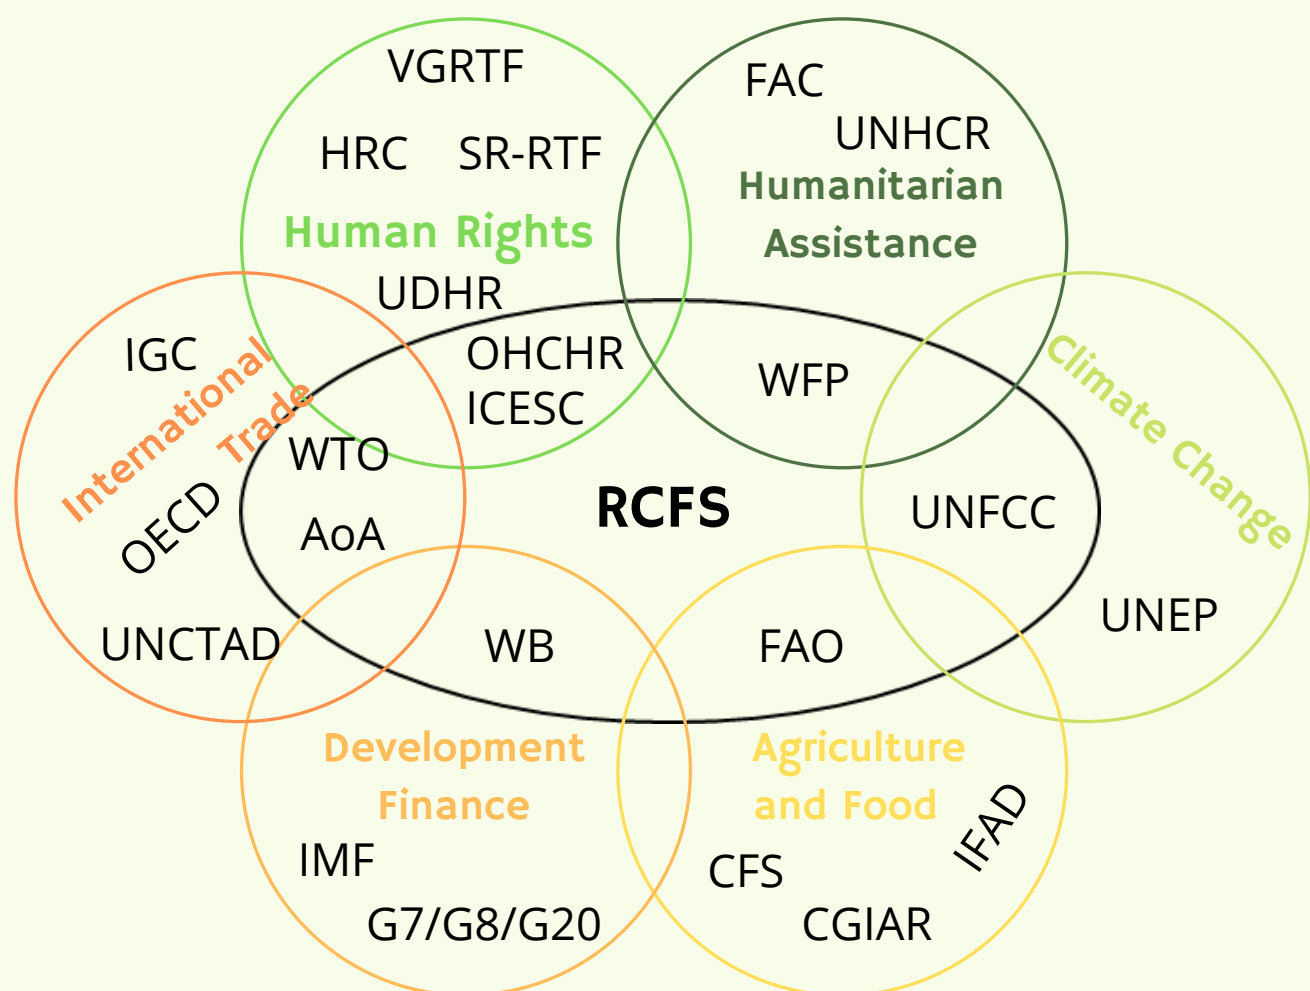 VGRTF
HRC SR-RTF
Human Rights
UDHR
OHCHR
ICESC
FAC
UNHCR
Humanitarian
Assistance
WFP
IGC
International
Trade
WTO
OECD
AoA
UNCTAD
RCFS
Climate Change
UNFCC
UNEP
WB
Development
Finance
IMF
G7/G8/G20
FAO
Agriculture
and Food
IFAD
CFS
CGIAR